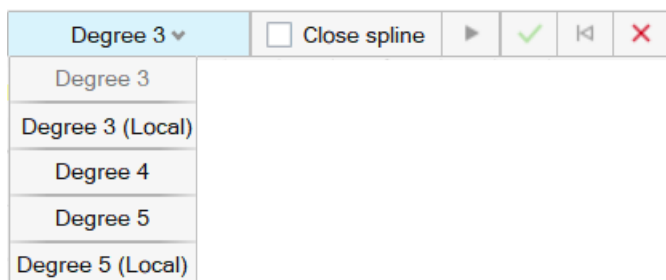 Degree 3 Close spline
Degree 3
Degree 3 (Local)
Degree 4
Degree 5
Degree 5 (Local)